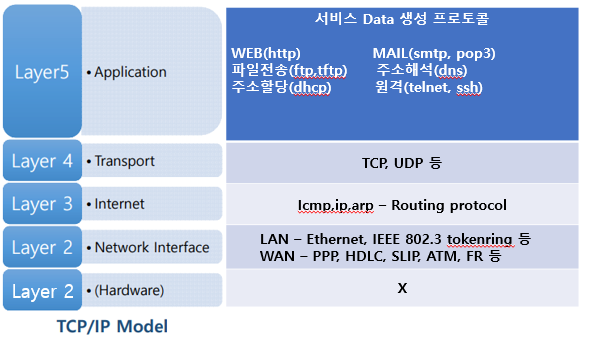 서비스 Data 생성 프로토콜
Layer5 • Application
WEB(http) MAIL(smtp, pop3)
파일전송(ftp,tftp) 주소해석(dns)
주소할당(dhcp) 원격(telnet, ssh)
Layer 4 • Transport TCP, UDP 등
Layer 3 • Internet Icmp,ip,arp – Routing protocol
Layer 2 • Network Interface LAN – Ethernet, IEEE 802.3 tokenring 등
WAN – PPP, HDLC, SLIP, ATM, FR 등
Layer 2 • (Hardware) X
TCP/IP Model